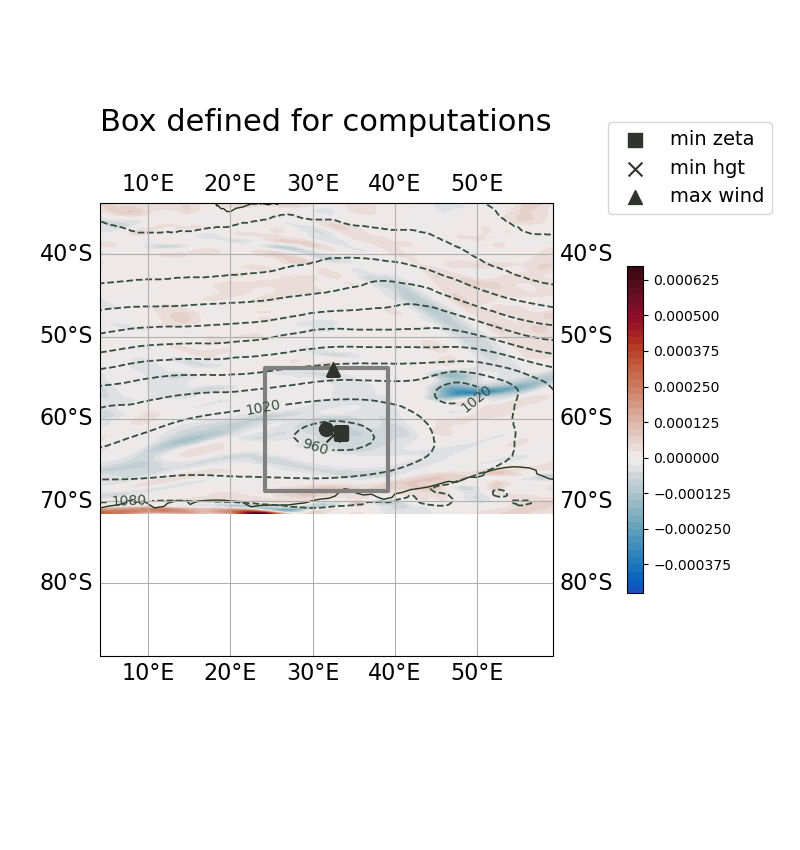 Box defined for computations
min zeta
min hgt
max wind
10°E 20°E 30°E 40°E 50°E
40°S 40°S
50°S 50°S
60°S 60°S
70°S 70°S
80°S 80°S
10°E 20°E 30°E 40°E 50°E
1020
1020
960
1080
0.000625
0.000500
0.000375
0.000250
0.000125
0.000000
−0.000125
−0.000250
−0.000375